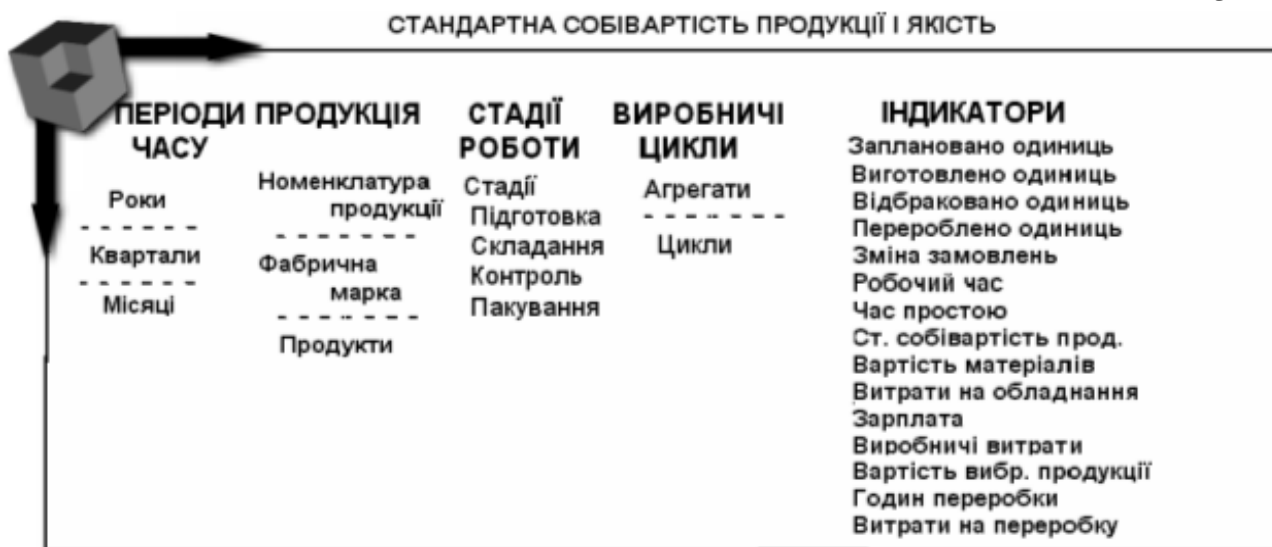 СТАНДАРТНА СОБІВАРТІСТЬ ПРОДУКЦІЇ І ЯКІСТЬ
ПЕРІОДИ
ЧАСУ
Роки
Квартали
Місяці
ПРОДУКЦІЯ
Номенклатура
продукції
Фабрична
марка
Продукти
СТАДІЇ
РОБОТИ
Стадії
Підготовка
Складання
Контроль
Пакування
ВИРОБНИЧІ
ЦИКЛИ
Агрегати
Цикли
ІНДИКАТОРИ
Заплановано одиниць
Виготовлено одиниць
Відбраковано одиниць
Перероблено одиниць
Зміна замовлень
Робочий час
Час простою
Ст. собівартість прод.
Вартість матеріалів
Витрати на обладнання
Зарплата
Виробничі витрати
Вартість вибр. продукції
Годин переробки
Витрати на переробку